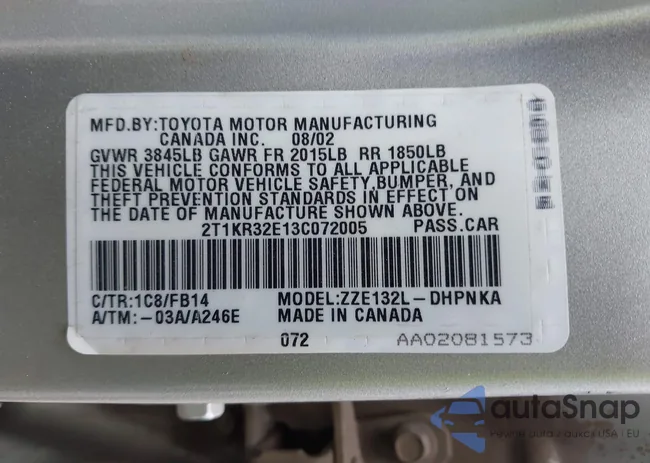 MFD.BY:TOYOTA MOTOR MANUFACTURING
CANADA INC. 08/02
GVWR 3845LB GAWR FR 2015LB RR 1850LB
THIS VEHICLE CONFORMS TO ALL APPLICABLE
FEDERAL MOTOR VEHICLE SAFETY,BUMPER, AND
THEFT PREVENTION STANDARDS IN EFFECT ON
THE DATE OF MANUFACTURE SHOWN ABOVE.
2T1KR32E13C072005 PASS.CAR
C/TR:1C8/FB14 MODEL:ZZE132L-DHPNKA
A/TM:-03A/A246E MADE IN CANADA
072 AA02081573
autaSnap